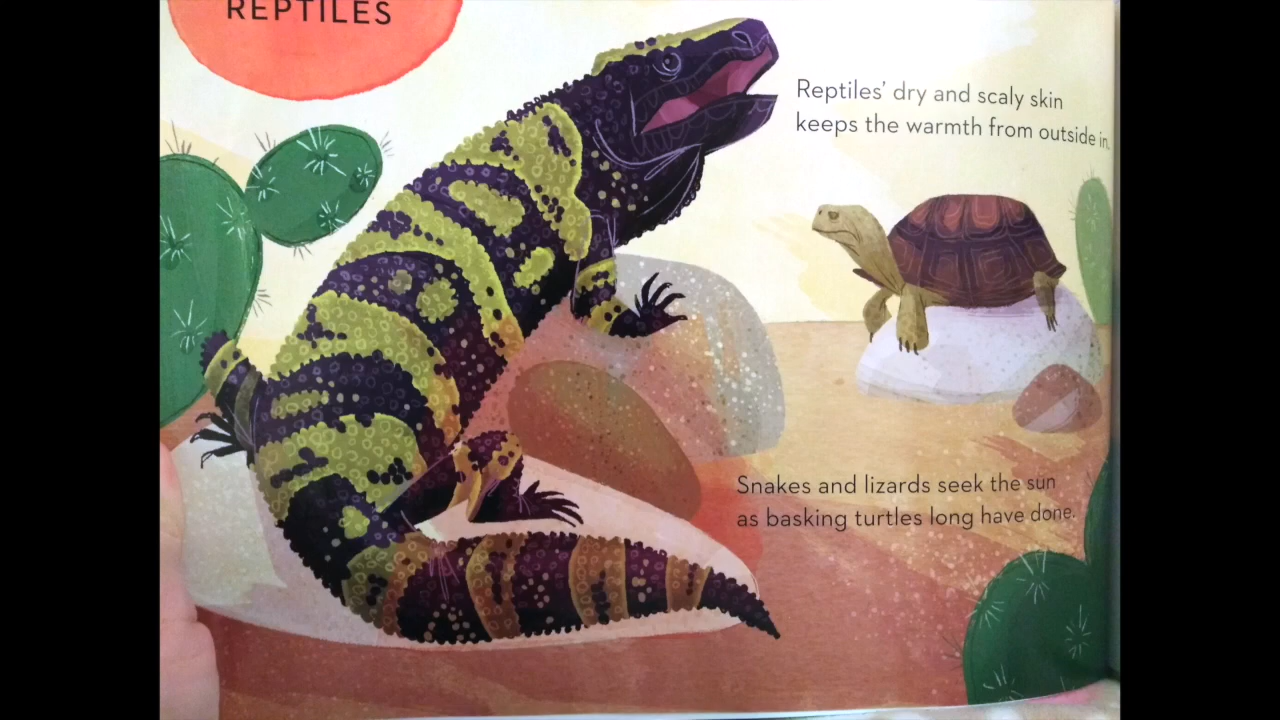 REPTILES
Reptiles’ dry and scaly skin
keeps the warmth from outside in.
Snakes and lizards seek the sun
as basking turtles long have done.